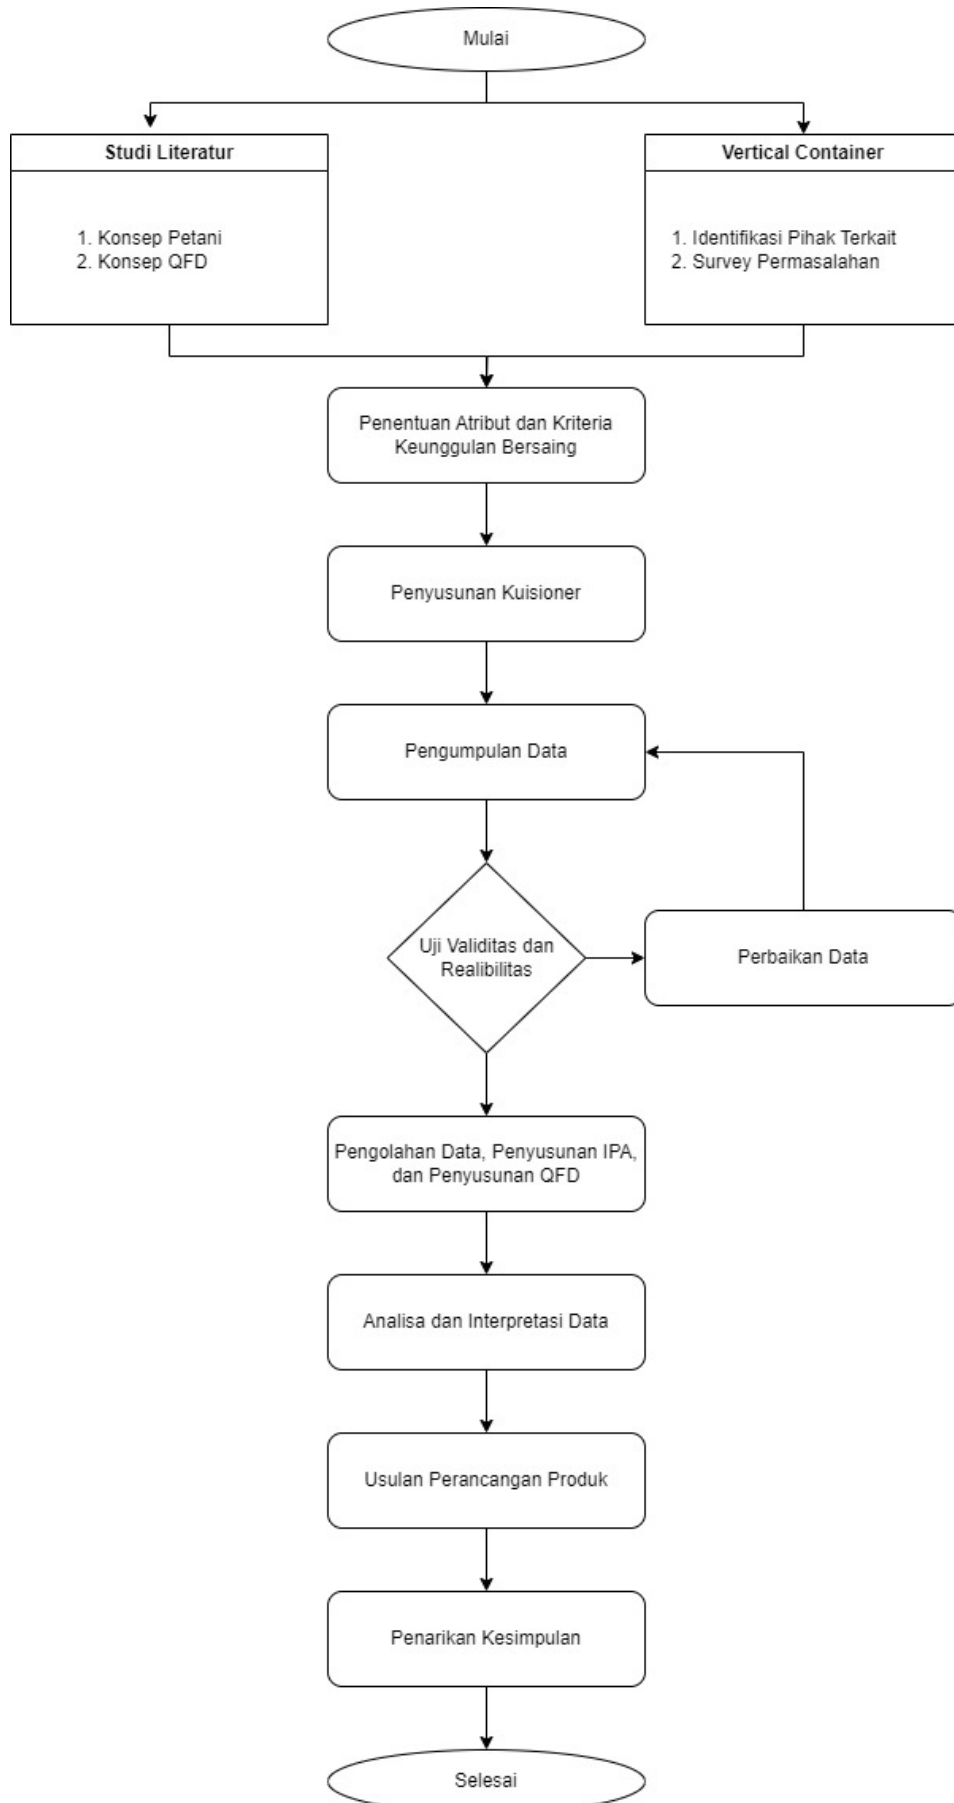 Mulai
Studi Literatur
1. Konsep Petani
2. Konsep QFD
Vertical Container
1. Identifikasi Pihak Terkait
2. Survey Permasalahan
Penentuan Atribut dan Kriteria
Keunggulan Bersaing
Penyusunan Kuisioner
Pengumpulan Data
Uji Validitas dan
Realibilitas
Perbaikan Data
Pengolahan Data, Penyusunan IPA,
dan Penyusunan QFD
Analisa dan Interpretasi Data
Usulan Perancangan Produk
Penarikan Kesimpulan
Selesai